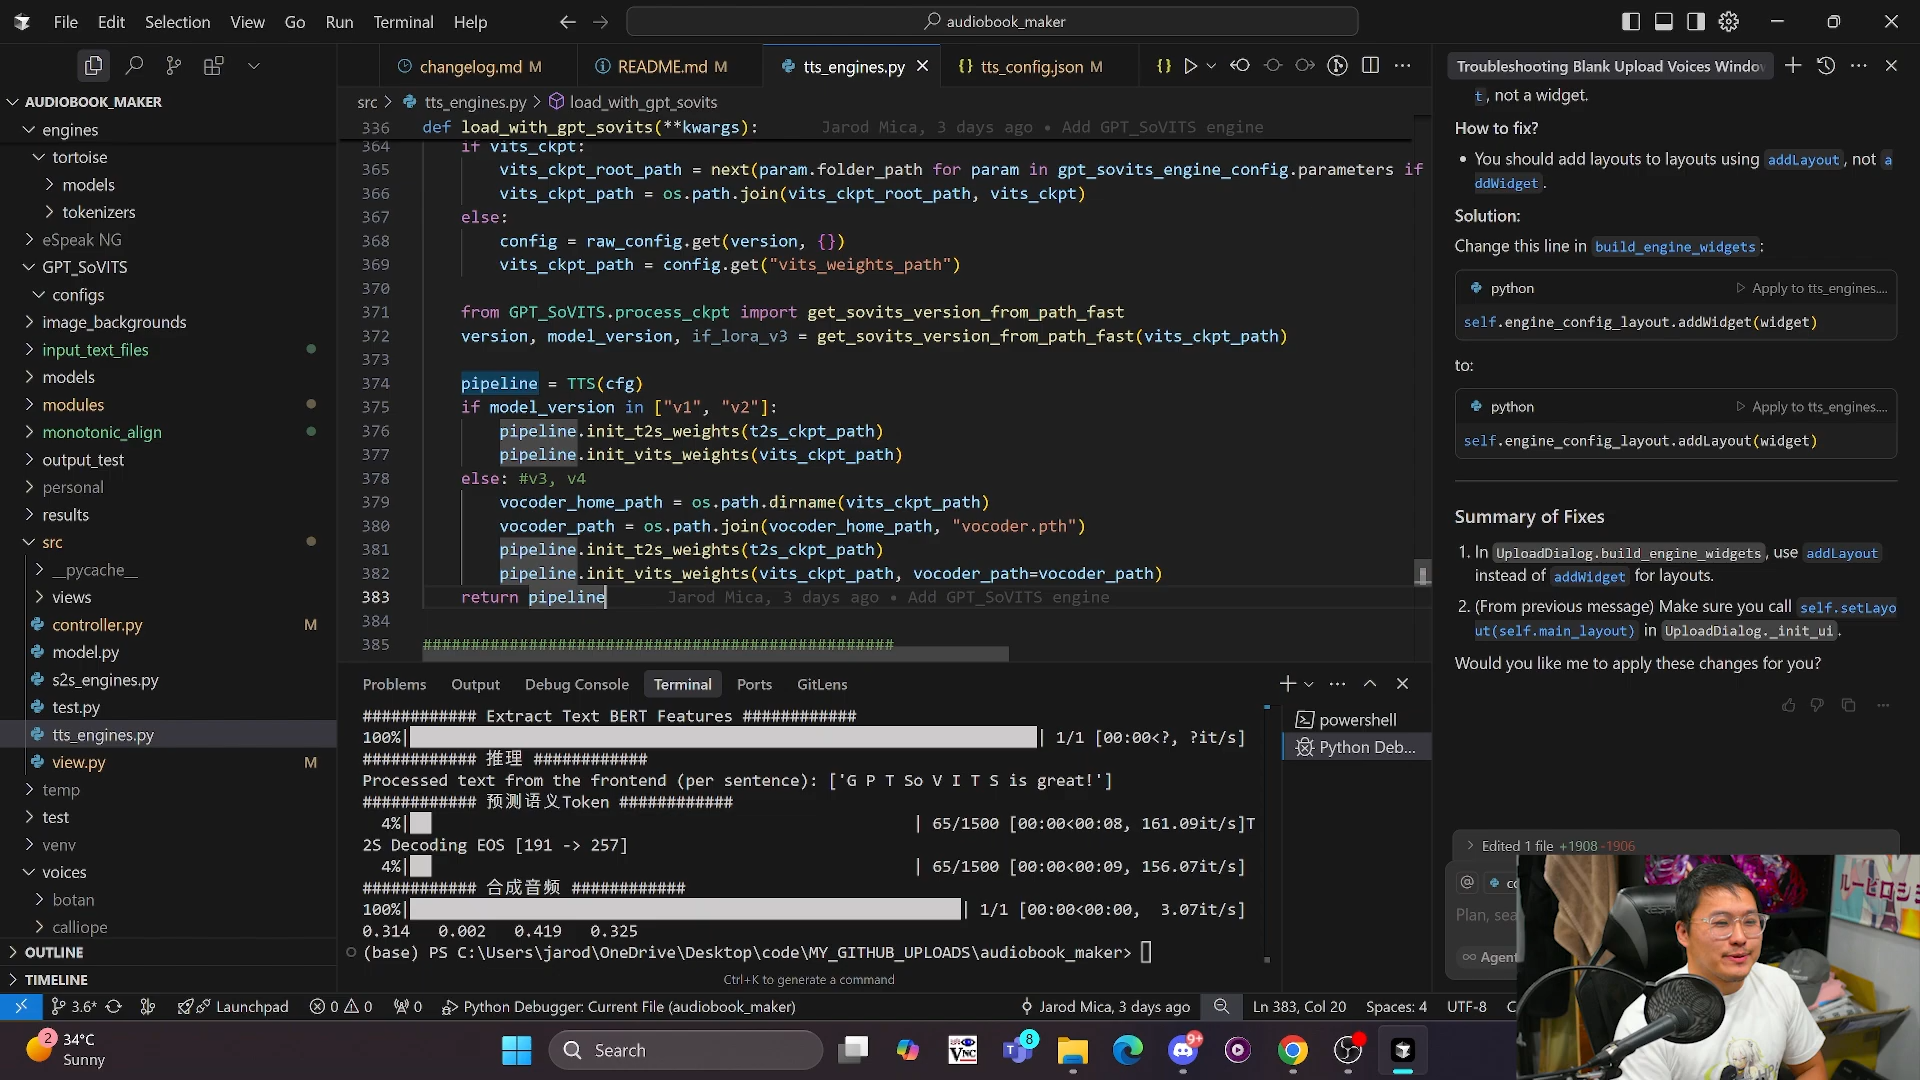 File Edit Selection View Go Run Terminal Help
audiobook_maker
changelog.md M
README.md M
tts_engines.py
tts_config.json M
Troubleshooting Blank Upload Voices Window
AUDIOBOOK_MAKER
engines
tortoise
models
tokenizers
eSpeak NG
GPT_SoVITS
configs
image_backgrounds
input_text_files
models
modules
monotonic_align
output_test
personal
results
src
__pycache__
views
controller.py M
model.py
s2s_engines.py
test.py
tts_engines.py
view.py M
temp
test
venv
voices
botan
calliope
OUTLINE
TIMELINE
src > tts_engines.py > load_with_gpt_sovits
336 def load_with_gpt_sovits(**kwargs): Jarod Mica, 3 days ago • Add GPT_SoVITS engine
364 if vits_ckpt:
365 vits_ckpt_root_path = next(param.folder_path for param in gpt_sovits_engine_config.parameters if
366 vits_ckpt_path = os.path.join(vits_ckpt_root_path, vits_ckpt)
367 else:
368 config = raw_config.get(version, {})
369 vits_ckpt_path = config.get("vits_weights_path")
370
371 from GPT_SoVITS.process_ckpt import get_sovits_version_from_path_fast
372 version, model_version, if_lora_v3 = get_sovits_version_from_path_fast(vits_ckpt_path)
373
374 pipeline = TTS(cfg)
375 if model_version in ["v1", "v2"]:
376 pipeline.init_t2s_weights(t2s_ckpt_path)
377 pipeline.init_vits_weights(vits_ckpt_path)
378 else: #v3, v4
379 vocoder_home_path = os.path.dirname(vits_ckpt_path)
380 vocoder_path = os.path.join(vocoder_home_path, "vocoder.pth")
381 pipeline.init_t2s_weights(t2s_ckpt_path)
382 pipeline.init_vits_weights(vits_ckpt_path, vocoder_path=vocoder_path)
383 return pipeline Jarod Mica, 3 days ago • Add GPT_SoVITS engine
384
385 #############################################
Problems Output Debug Console Terminal Ports GitLens
############ Extract Text BERT Features ############
100%| | 1/1 [00:00<?, ?it/s]
############ 推理 ############
Processed text from the frontend (per sentence): ['G P T So V I T S is great!']
############ 预测语义Token ############
4%| | 65/1500 [00:00<00:08, 161.09it/s]T
2S Decoding EOS [191 -> 257]
4%| | 65/1500 [00:00<00:09, 156.07it/s]
############ 合成音频 ############
100%| | 1/1 [00:00<00:00, 3.07it/s]
0.314 0.002 0.419 0.325
(base) PS C:\Users\jarod\OneDrive\Desktop\code\MY_GITHUB_UPLOADS\audiobook_maker>
Ctrl+K to generate a command
powershell
Python Deb...
t, not a widget.
How to fix?
• You should add layouts to layouts using addLayout, not a
ddWidget.
Solution:
Change this line in build_engine_widgets:
python Apply to tts_engines....
self.engine_config_layout.addWidget(widget)
to:
python Apply to tts_engines....
self.engine_config_layout.addLayout(widget)
Summary of Fixes
1. In UploadDialog.build_engine_widgets, use addLayout
instead of addWidget for layouts.
2. (From previous message) Make sure you call self.setLayo
ut(self.main_layout) in UploadDialog._init_ui.
Would you like me to apply these changes for you?
Edited 1 file +1908 -1906
@ co
Plan, sea
Agent
3.6* Launchpad 0 0 0 Python Debugger: Current File (audiobook_maker)
Jarod Mica, 3 days ago Ln 383, Col 20 Spaces: 4 UTF-8 C
2
34°C
Sunny
Search
VNC
8
9+